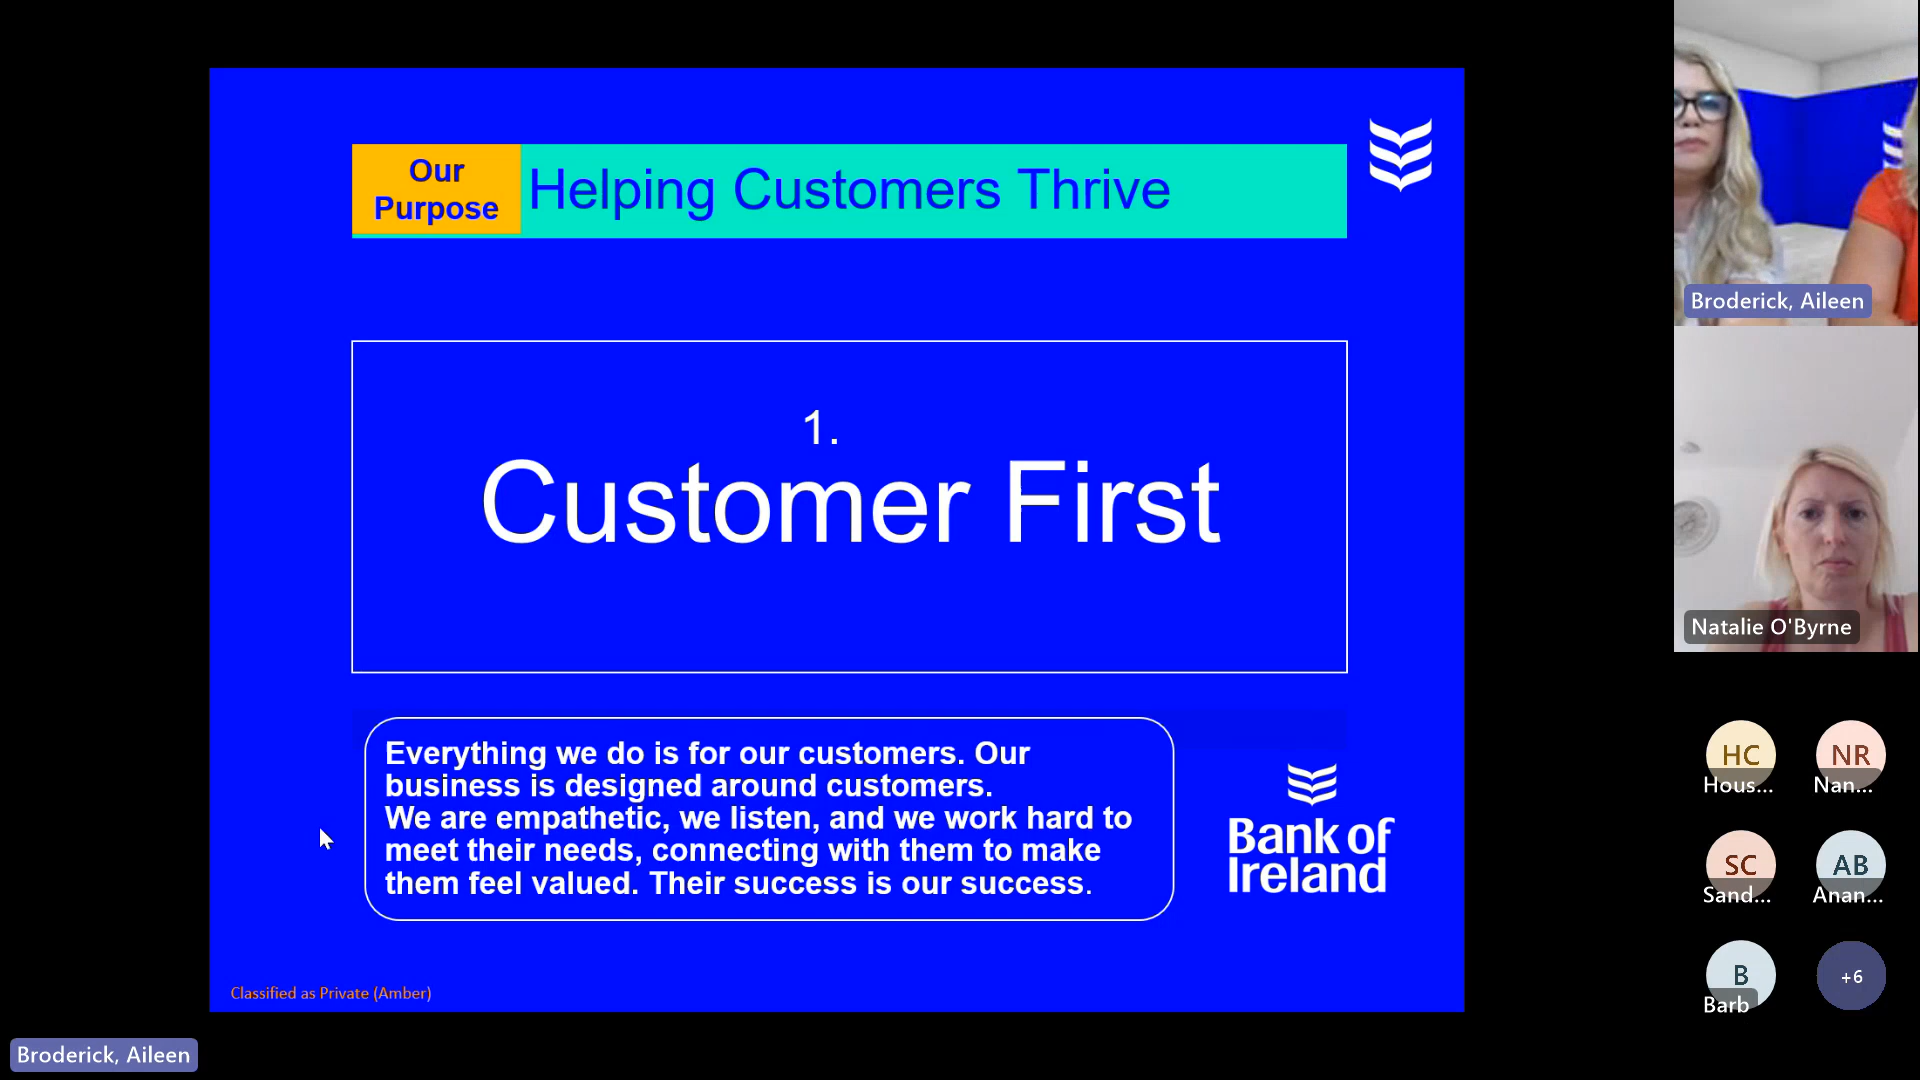 Our
Purpose
Helping Customers Thrive
1.
Customer First
Everything we do is for our customers. Our
business is designed around customers.
We are empathetic, we listen, and we work hard to
meet their needs, connecting with them to make
them feel valued. Their success is our success.
Bank of
Ireland
Classified as Private (Amber)
Broderick, Aileen
Broderick, Aileen
Natalie O'Byrne
HC
Hous...
NR
Nan...
SC
Sand...
AB
Anan...
B
Barb
+6